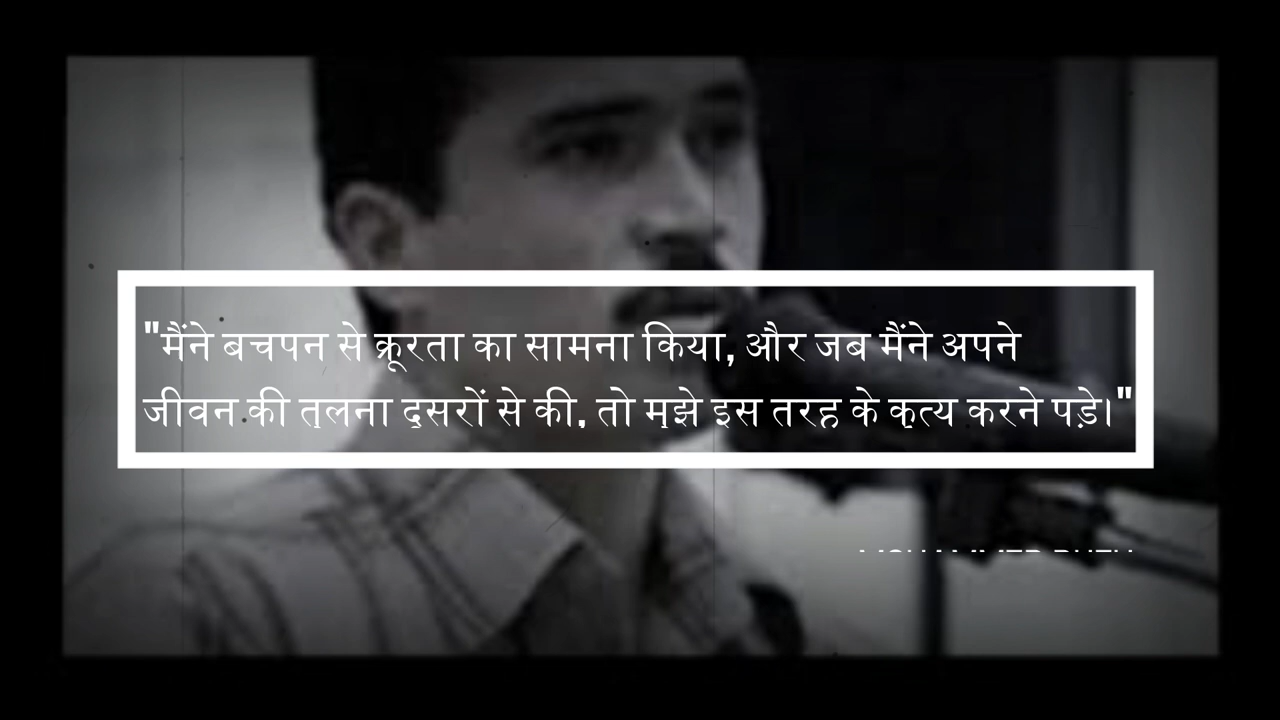 "मैंने बचपन से क्रूरता का सामना किया, और जब मैंने अपने
जीवन की तुलना दूसरों से की, तो मुझे इस तरह के कृत्य करने पड़े।"